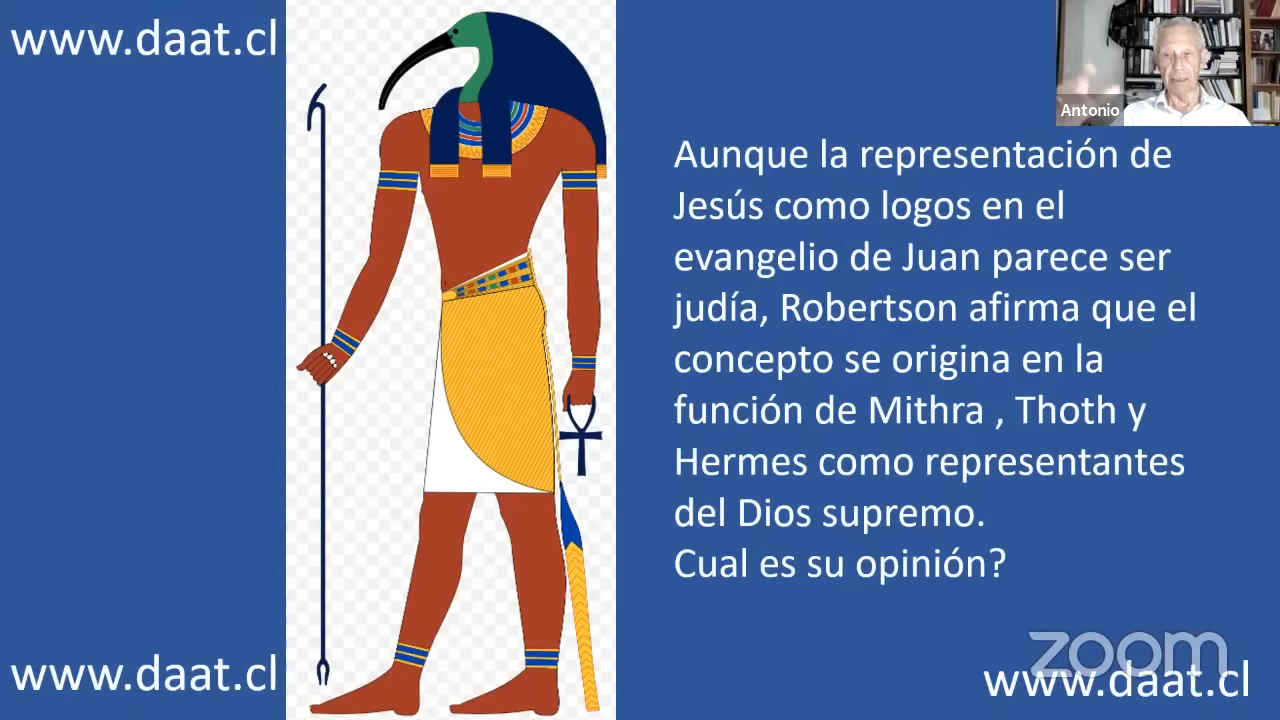 www.daat.cl
Antonio
Aunque la representación de
Jesús como logos en el
evangelio de Juan parece ser
judía, Robertson afirma que el
concepto se origina en la
función de Mithra , Thoth y
Hermes como representantes
del Dios supremo.
Cual es su opinión?
www.daat.cl
zoom
www.daat.cl